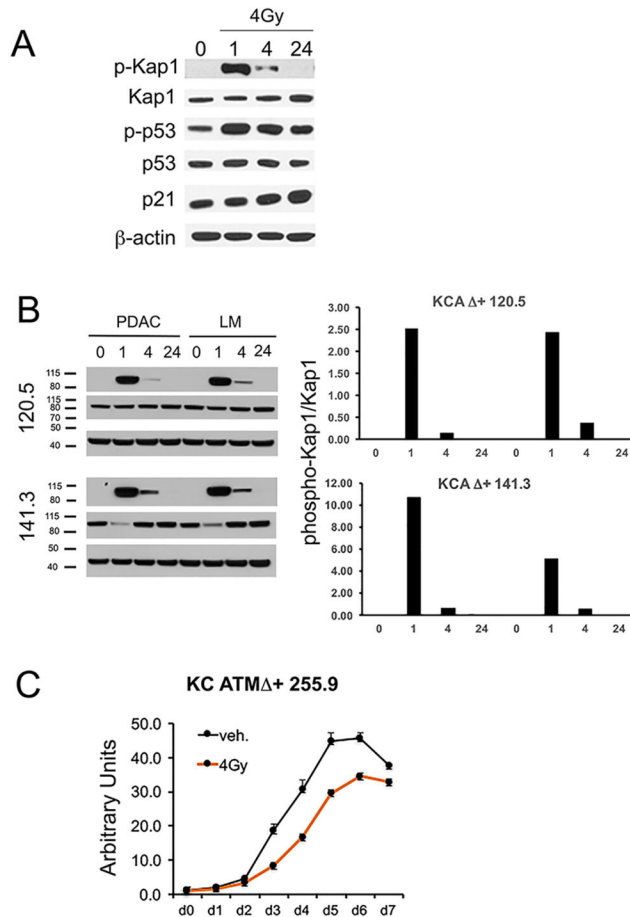 A
4Gy
0 1 4 24
p-Kap1
Kap1
p-p53
p53
p21
β-actin
B
PDAC LM
0 1 4 24 0 1 4 24
120.5
115
80
115
80
70
50
40
141.3
115
80
115
80
50
40
phospho-Kap1/Kap1
KCA Δ+ 120.5
3.00
2.50
2.00
1.50
1.00
0.50
0.00
0 1 4 24 0 1 4 24
KCA Δ+ 141.3
12.00
10.00
8.00
6.00
4.00
2.00
0.00
0 1 4 24 0 1 4 24
C
KC ATMΔ+ 255.9
Arbitrary Units
50.0
40.0
30.0
20.0
10.0
0.0
veh.
4Gy
d0 d1 d2 d3 d4 d5 d6 d7